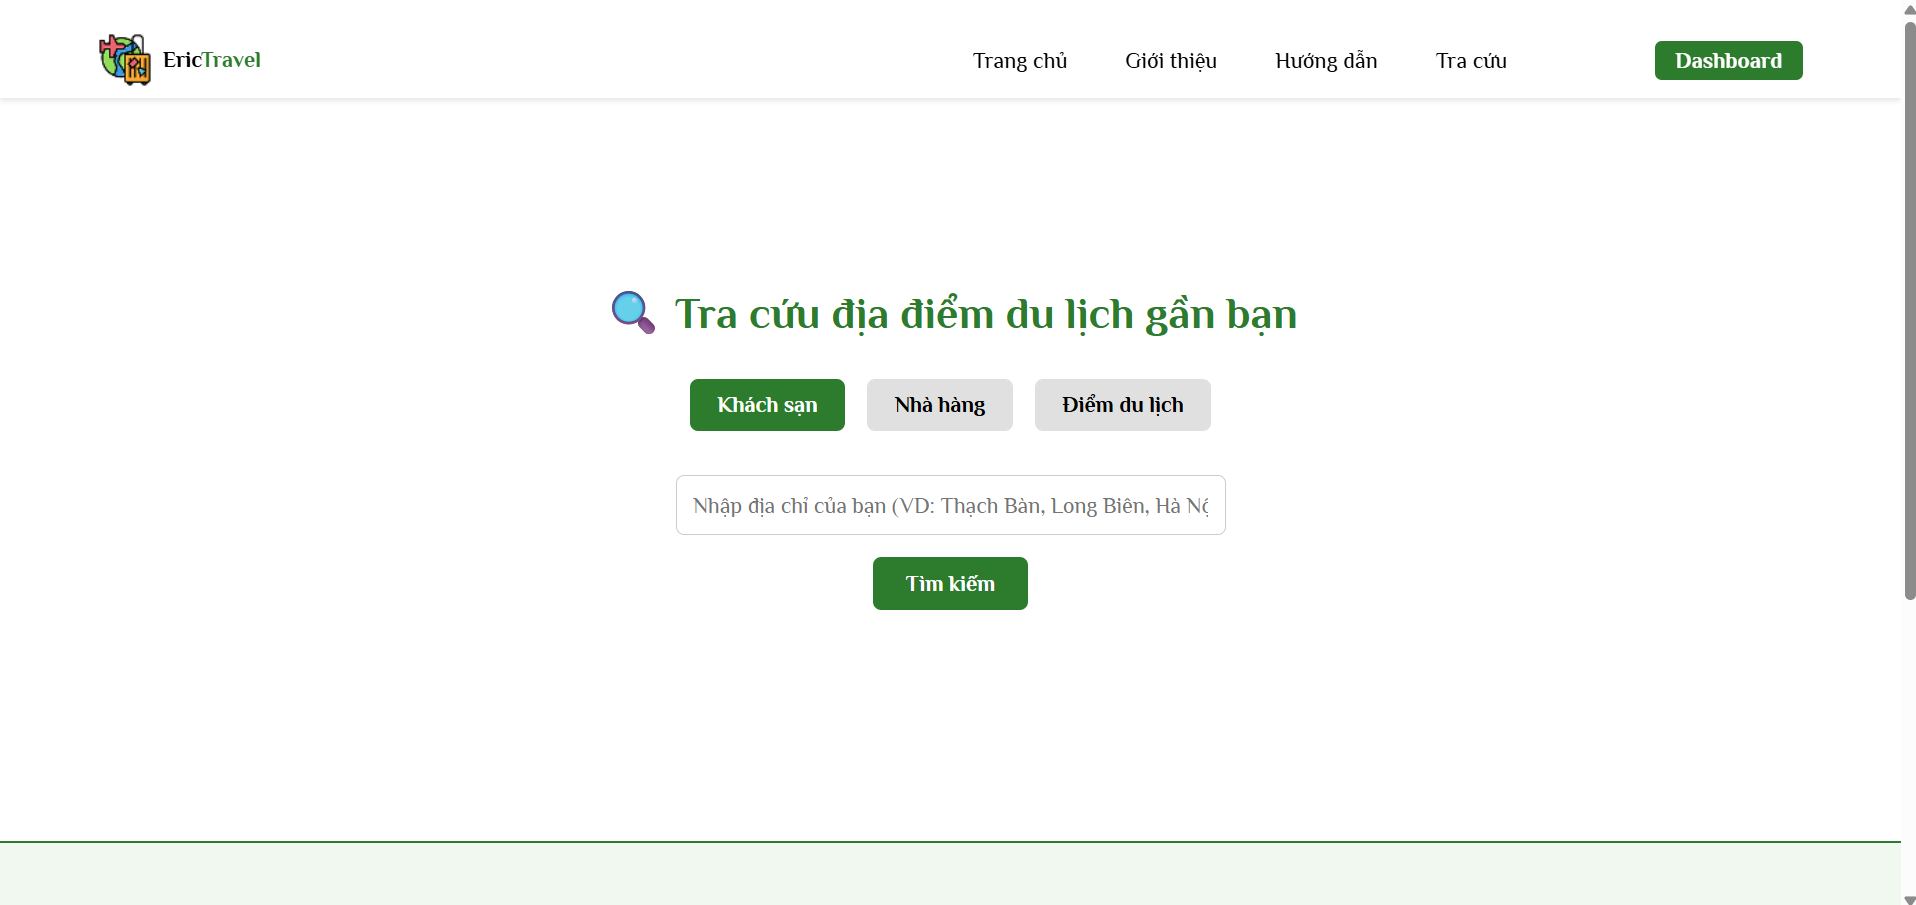 EricTravel
Trang chủ
Giới thiệu
Hướng dẫn
Tra cứu
Dashboard
Tra cứu địa điểm du lịch gần bạn
Khách sạn
Nhà hàng
Điểm du lịch
Nhập địa chỉ của bạn (VD: Thạch Bàn, Long Biên, Hà Nộ
Tìm kiếm